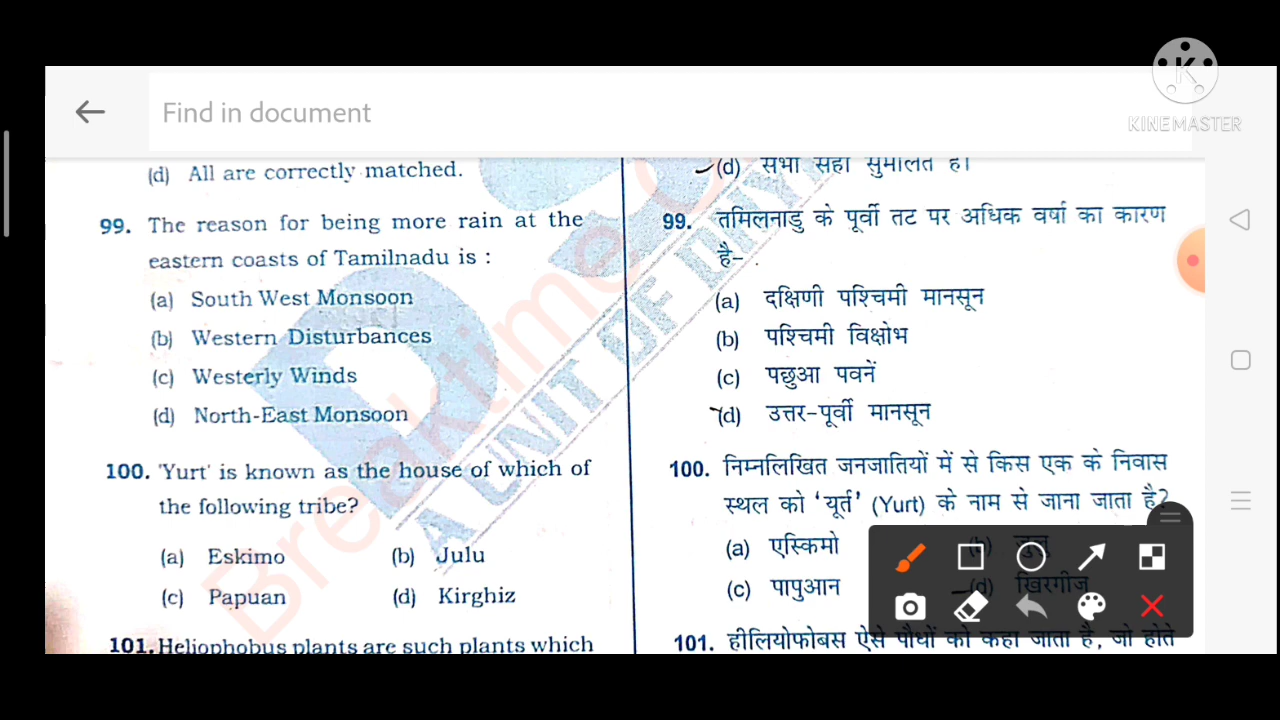 Find in document
KINEMASTER
(d) All are correctly matched.
99. The reason for being more rain at the
eastern coasts of Tamilnadu is :
(a) South West Monsoon
(b) Western Disturbances
(c) Westerly Winds
(d) North-East Monsoon
100. 'Yurt' is known as the house of which of
the following tribe?
(a) Eskimo (b) Julu
(c) Papuan (d) Kirghiz
101. Heliophobus plants are such plants which
(d) सभी सही सुमेलित हैं।
99. तमिलनाडु के पूर्वी तट पर अधिक वर्षा का कारण
है-
(a) दक्षिणी पश्चिमी मानसून
(b) पश्चिमी विक्षोभ
(c) पछुआ पवनें
(d) उत्तर-पूर्वी मानसून
100. निम्नलिखित जनजातियों में से किस एक के निवास
स्थल को 'यूर्त' (Yurt) के नाम से जाना जाता है?
(a) एस्किमो (b) जुलु
(c) पापुआन (d) खिरगीज
101. हीलियोफोबस ऐसे पौधों को कहा जाता है, जो होते
Breaktime
A UNIT OF